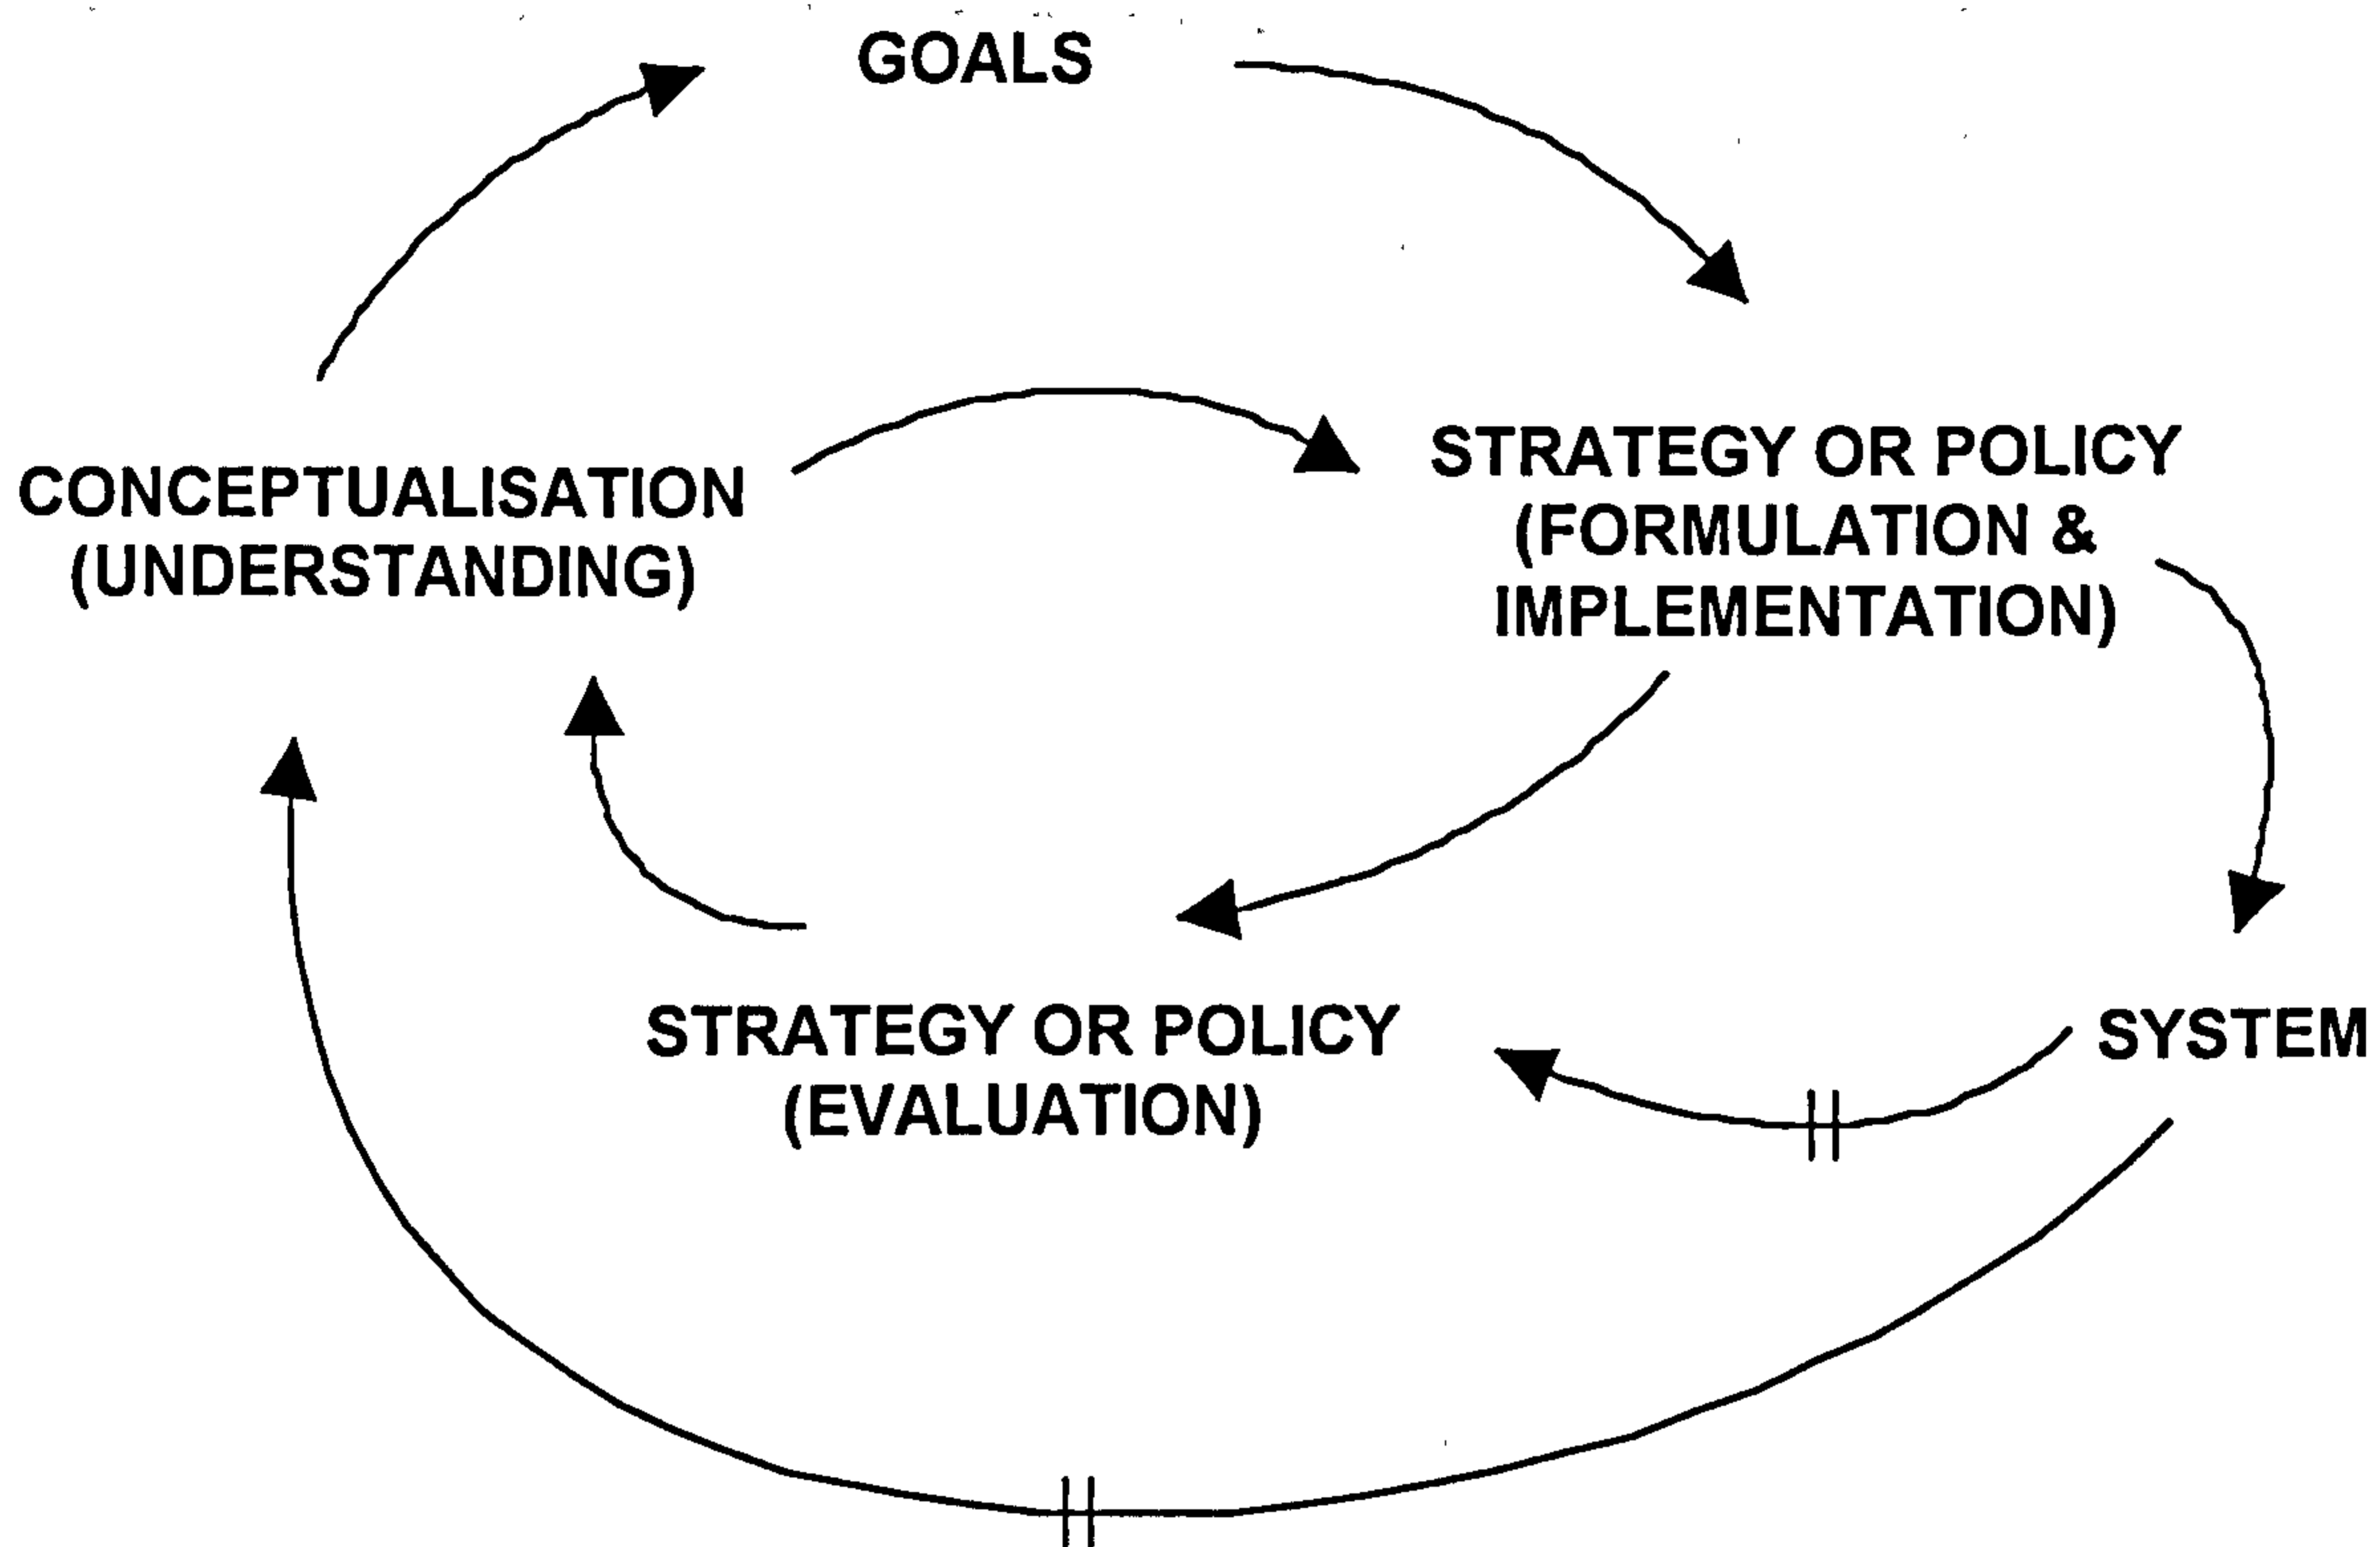 GOALS
CONCEPTUALISATION
(UNDERSTANDING)
STRATEGY OR POLICY
(FORMULATION &
IMPLEMENTATION)
STRATEGY OR POLICY
(EVALUATION)
SYSTEM